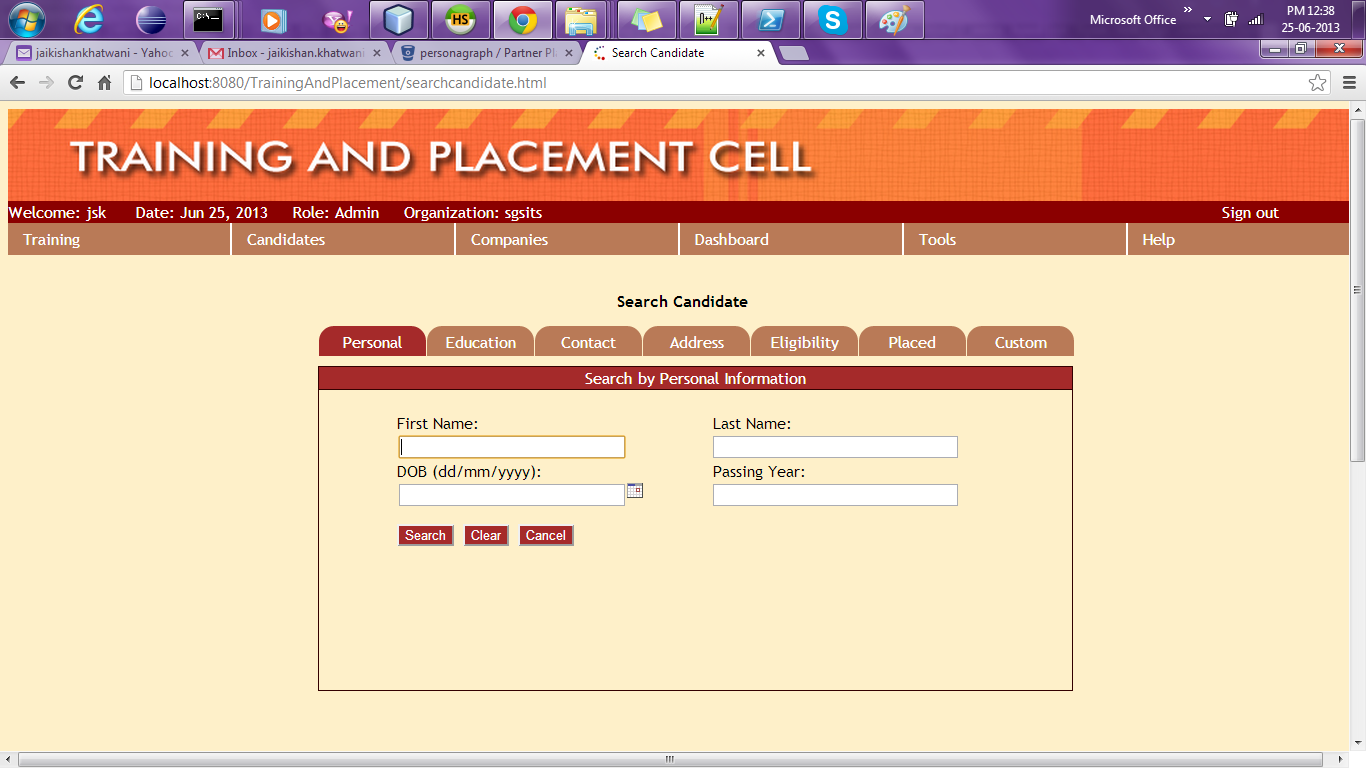 Microsoft Office
PM 12:38
25-06-2013
jaikishankhatwani - Yahoo
Inbox - jaikishan.khatwani
personagraph / Partner Pl
Search Candidate
localhost:8080/TrainingAndPlacement/searchcandidate.html
TRAINING AND PLACEMENT CELL
Welcome: jsk Date: Jun 25, 2013 Role: Admin Organization: sgsits Sign out
Training Candidates Companies Dashboard Tools Help
Search Candidate
Personal Education Contact Address Eligibility Placed Custom
Search by Personal Information
First Name: Last Name:
DOB (dd/mm/yyyy): Passing Year:
Search Clear Cancel